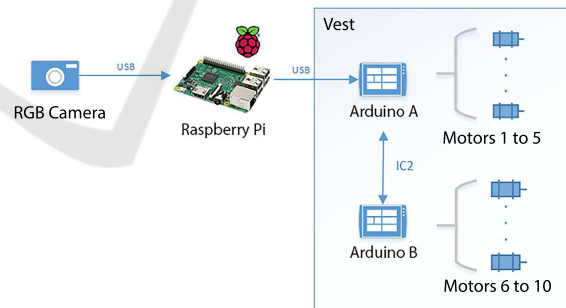 Vest
USB
USB
RGB Camera
Raspberry Pi
Arduino A
Motors 1 to 5
IC2
Arduino B
Motors 6 to 10